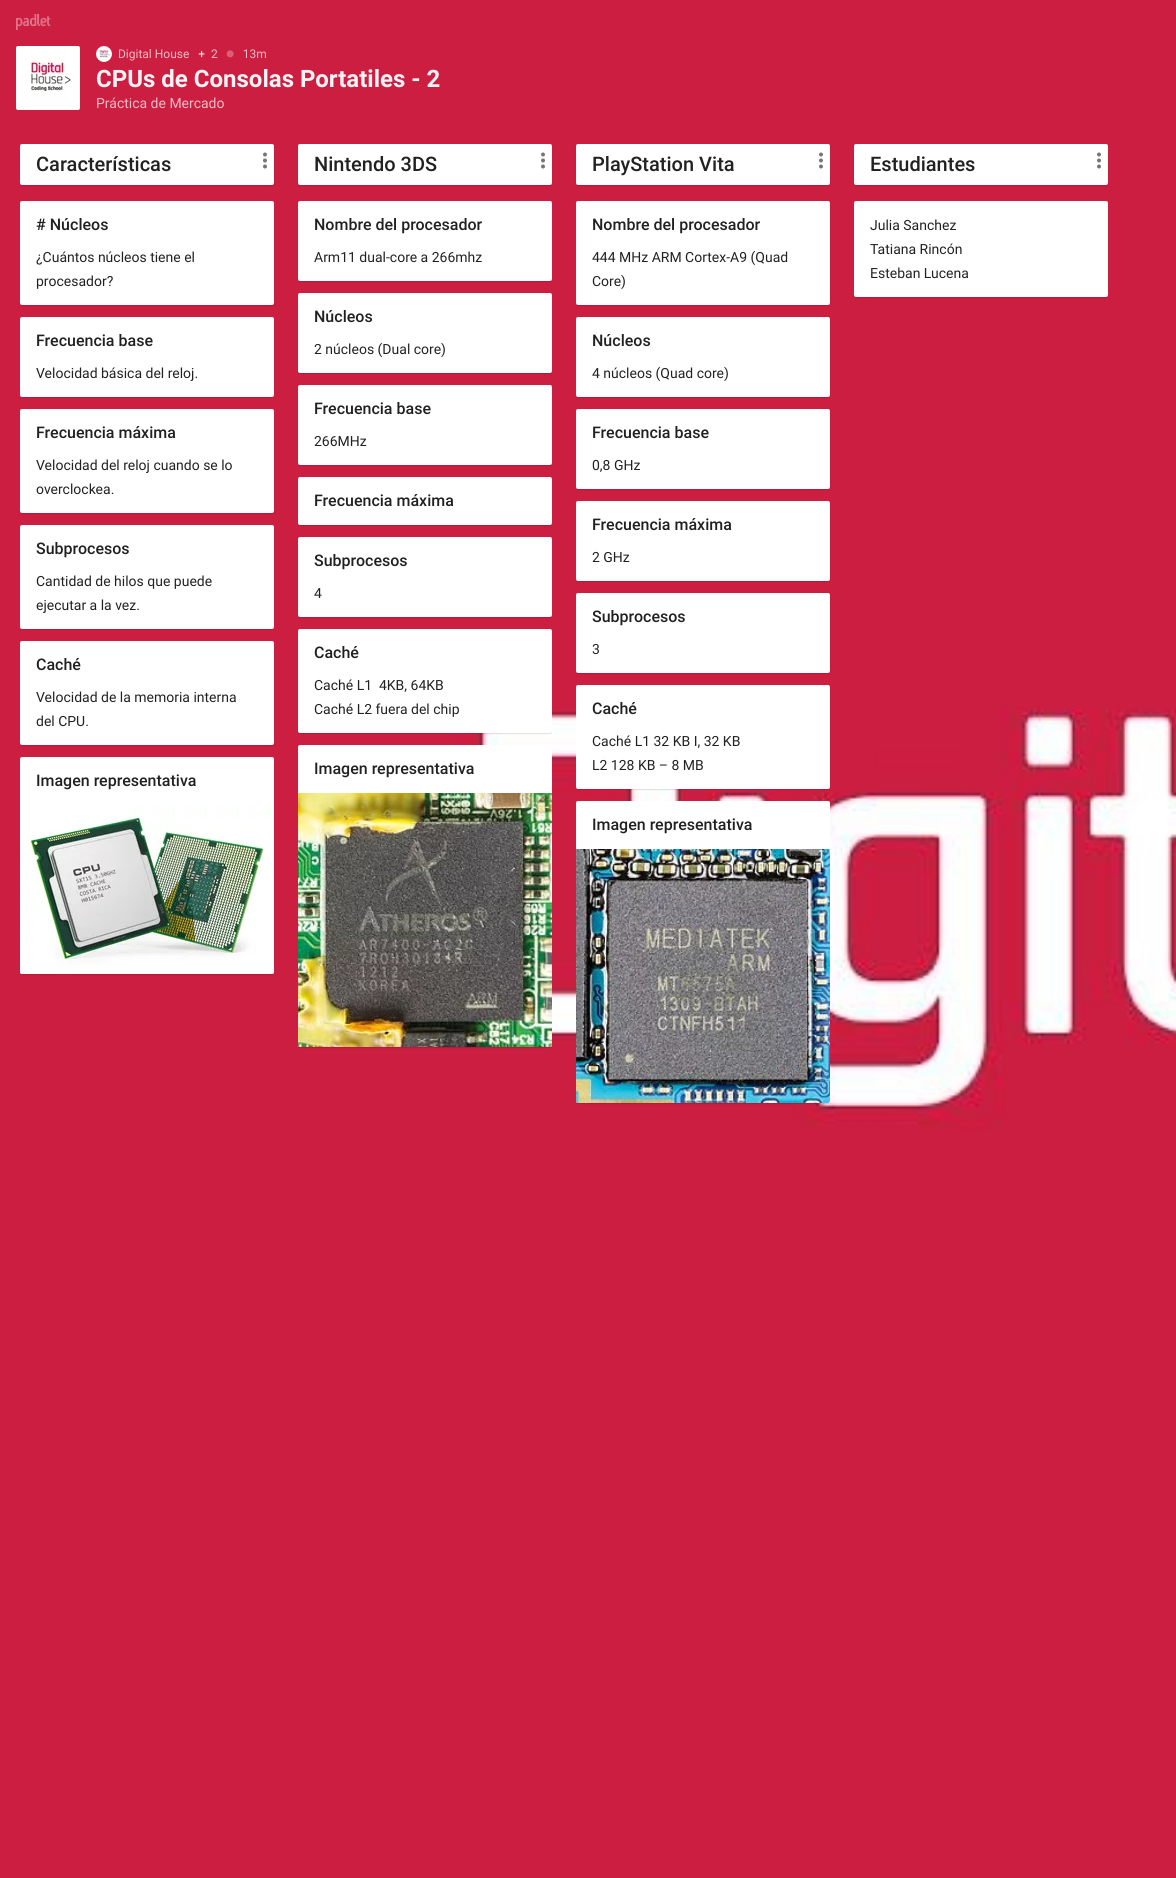 padlet
Digital
House>
Coding School
Digital House + 2 • 13m
CPUs de Consolas Portatiles - 2
Práctica de Mercado
Características
# Núcleos
¿Cuántos núcleos tiene el
procesador?
Frecuencia base
Velocidad básica del reloj.
Frecuencia máxima
Velocidad del reloj cuando se lo
overclockea.
Subprocesos
Cantidad de hilos que puede
ejecutar a la vez.
Caché
Velocidad de la memoria interna
del CPU.
Imagen representativa
CPU
COSTA RICA
Nintendo 3DS
Nombre del procesador
Arm11 dual-core a 266mhz
Núcleos
2 núcleos (Dual core)
Frecuencia base
266MHz
Frecuencia máxima
Subprocesos
4
Caché
Caché L1  4KB, 64KB
Caché L2 fuera del chip
Imagen representativa
1.26V
ATHEROS®
AR7400-AC2C
1212
KOREA
ARM
PlayStation Vita
Nombre del procesador
444 MHz ARM Cortex-A9 (Quad
Core)
Núcleos
4 núcleos (Quad core)
Frecuencia base
0,8 GHz
Frecuencia máxima
2 GHz
Subprocesos
3
Caché
Caché L1 32 KB I, 32 KB
L2 128 KB – 8 MB
Imagen representativa
MEDIATEK
ARM
MT6575A
1309-BTAH
CTNFH511
Estudiantes
Julia Sanchez
Tatiana Rincón
Esteban Lucena
git